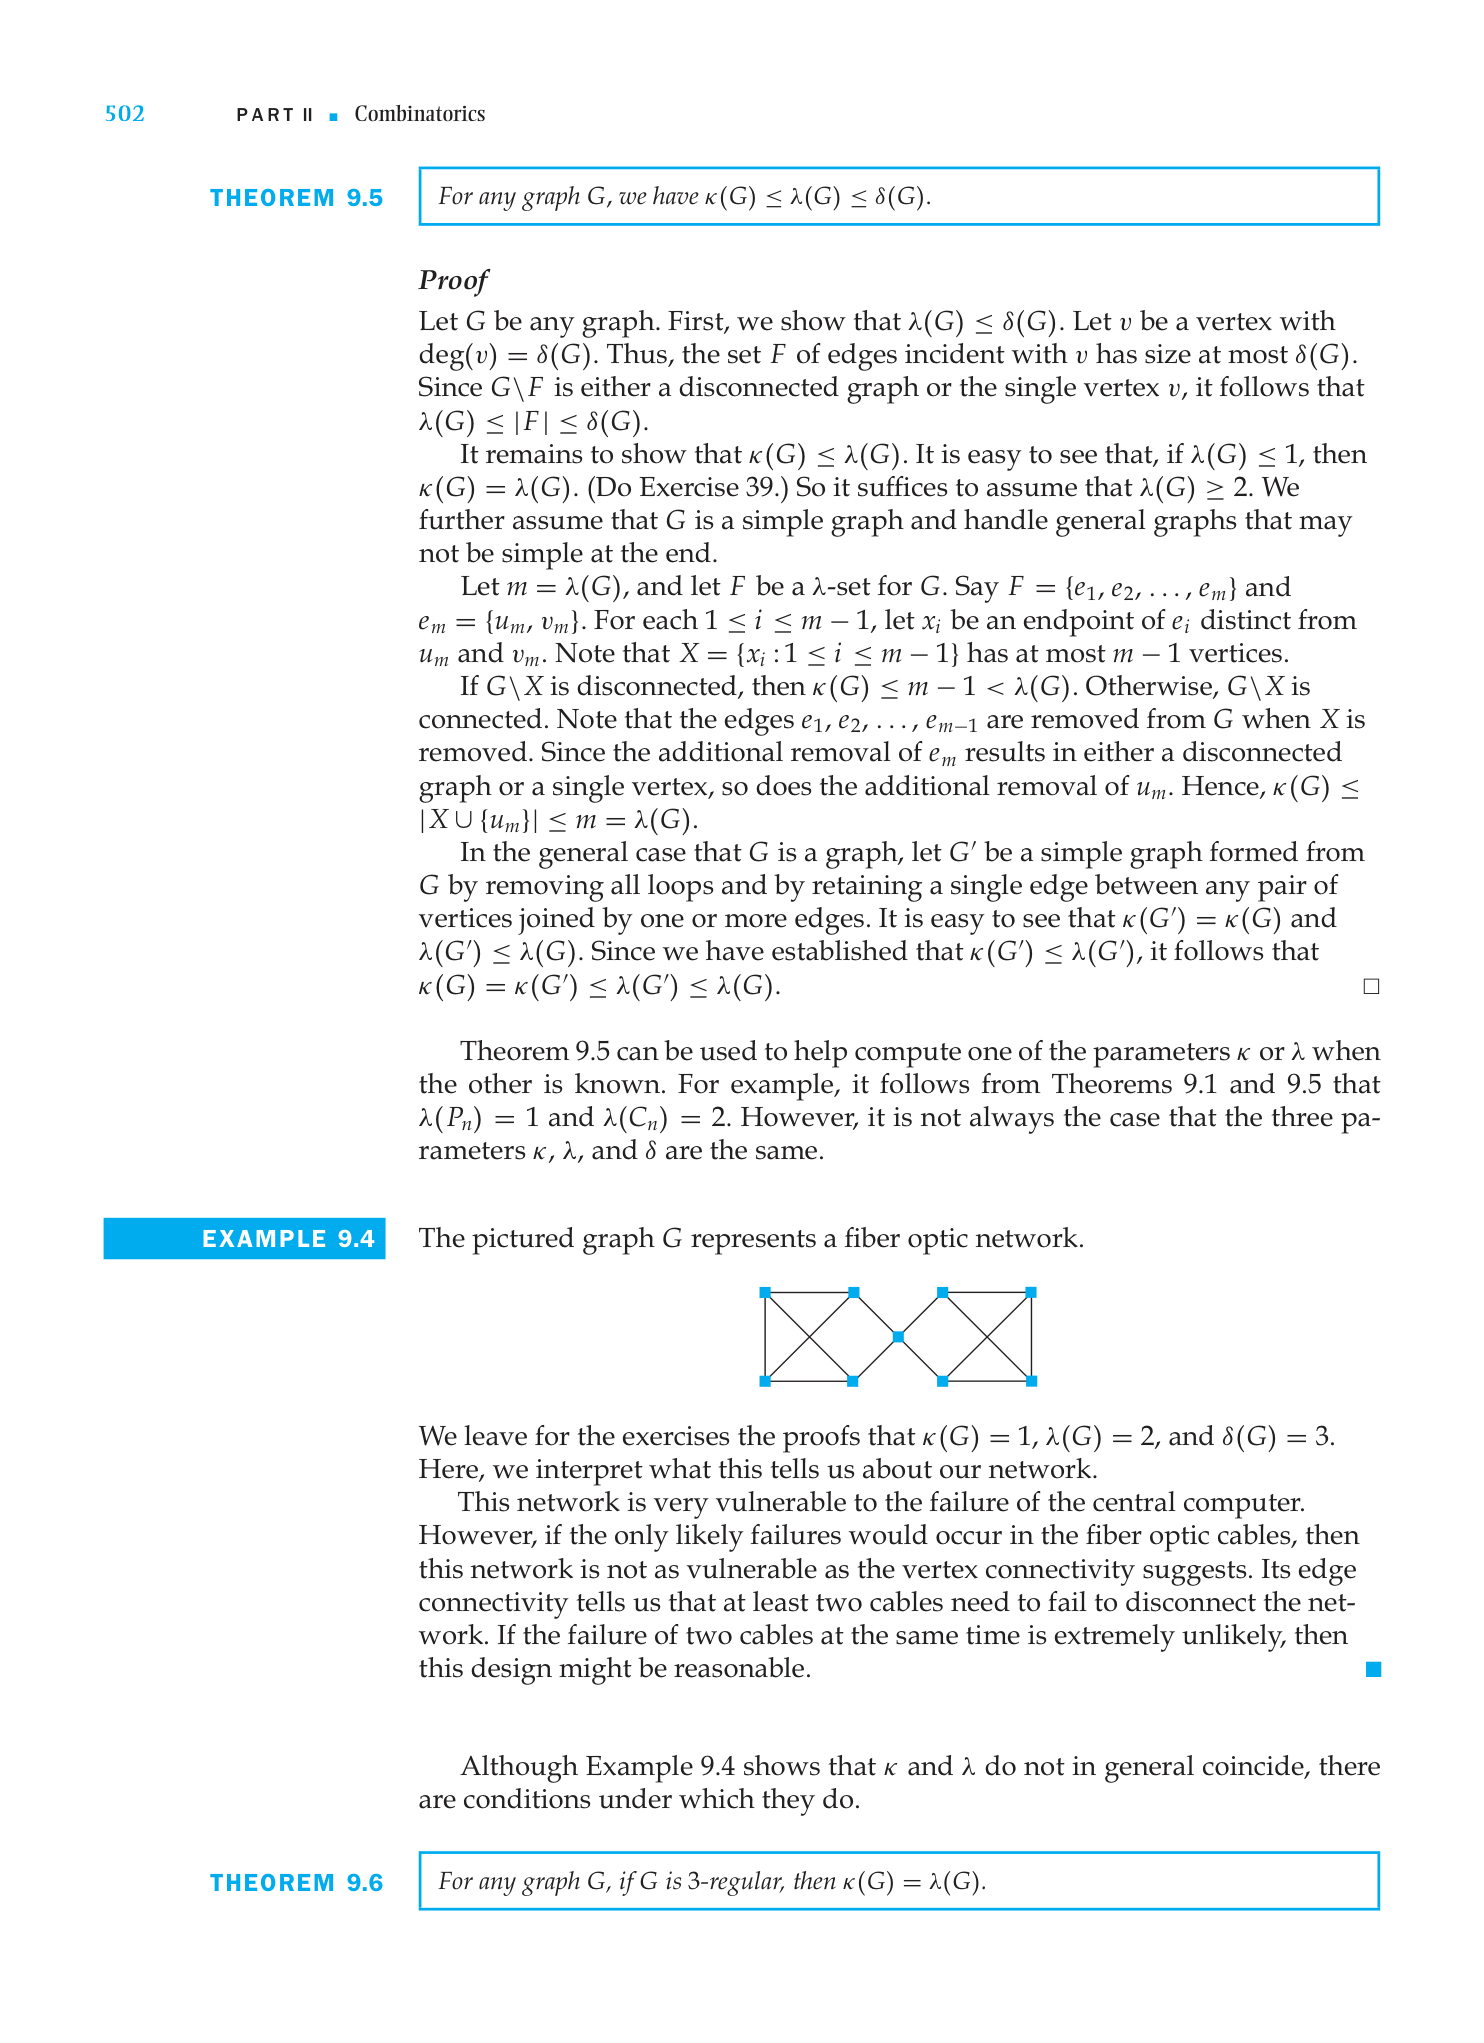 502 PART II ■ Combinatorics
THEOREM 9.5 For any graph G, we have κ(G) ≤ λ(G) ≤ δ(G).
Proof
Let G be any graph. First, we show that λ(G) ≤ δ(G). Let v be a vertex with
deg(v) = δ(G). Thus, the set F of edges incident with v has size at most δ(G).
Since G\F is either a disconnected graph or the single vertex v, it follows that
λ(G) ≤ |F| ≤ δ(G).
It remains to show that κ(G) ≤ λ(G). It is easy to see that, if λ(G) ≤ 1, then
κ(G) = λ(G). (Do Exercise 39.) So it suffices to assume that λ(G) ≥ 2. We
further assume that G is a simple graph and handle general graphs that may
not be simple at the end.
Let m = λ(G), and let F be a λ-set for G. Say F = {e₁, e₂, . . . , eₘ} and
eₘ = {uₘ, vₘ}. For each 1 ≤ i ≤ m − 1, let xᵢ be an endpoint of eᵢ distinct from
uₘ and vₘ. Note that X = {xᵢ : 1 ≤ i ≤ m − 1} has at most m − 1 vertices.
If G\X is disconnected, then κ(G) ≤ m − 1 < λ(G). Otherwise, G\X is
connected. Note that the edges e₁, e₂, . . . , eₘ₋₁ are removed from G when X is
removed. Since the additional removal of eₘ results in either a disconnected
graph or a single vertex, so does the additional removal of uₘ. Hence, κ(G) ≤
|X ∪ {uₘ}| ≤ m = λ(G).
In the general case that G is a graph, let G′ be a simple graph formed from
G by removing all loops and by retaining a single edge between any pair of
vertices joined by one or more edges. It is easy to see that κ(G′) = κ(G) and
λ(G′) ≤ λ(G). Since we have established that κ(G′) ≤ λ(G′), it follows that
κ(G) = κ(G′) ≤ λ(G′) ≤ λ(G). □
Theorem 9.5 can be used to help compute one of the parameters κ or λ when
the other is known. For example, it follows from Theorems 9.1 and 9.5 that
λ(Pₙ) = 1 and λ(Cₙ) = 2. However, it is not always the case that the three pa-
rameters κ, λ, and δ are the same.
EXAMPLE 9.4 The pictured graph G represents a fiber optic network.
We leave for the exercises the proofs that κ(G) = 1, λ(G) = 2, and δ(G) = 3.
Here, we interpret what this tells us about our network.
This network is very vulnerable to the failure of the central computer.
However, if the only likely failures would occur in the fiber optic cables, then
this network is not as vulnerable as the vertex connectivity suggests. Its edge
connectivity tells us that at least two cables need to fail to disconnect the net-
work. If the failure of two cables at the same time is extremely unlikely, then
this design might be reasonable. ■
Although Example 9.4 shows that κ and λ do not in general coincide, there
are conditions under which they do.
THEOREM 9.6 For any graph G, if G is 3-regular, then κ(G) = λ(G).